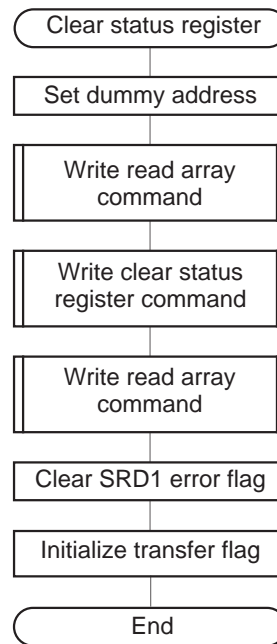 Clear status register
Set dummy address
Write read array
command
Write clear status
register command
Write read array
command
Clear SRD1 error flag
Initialize transfer flag
End